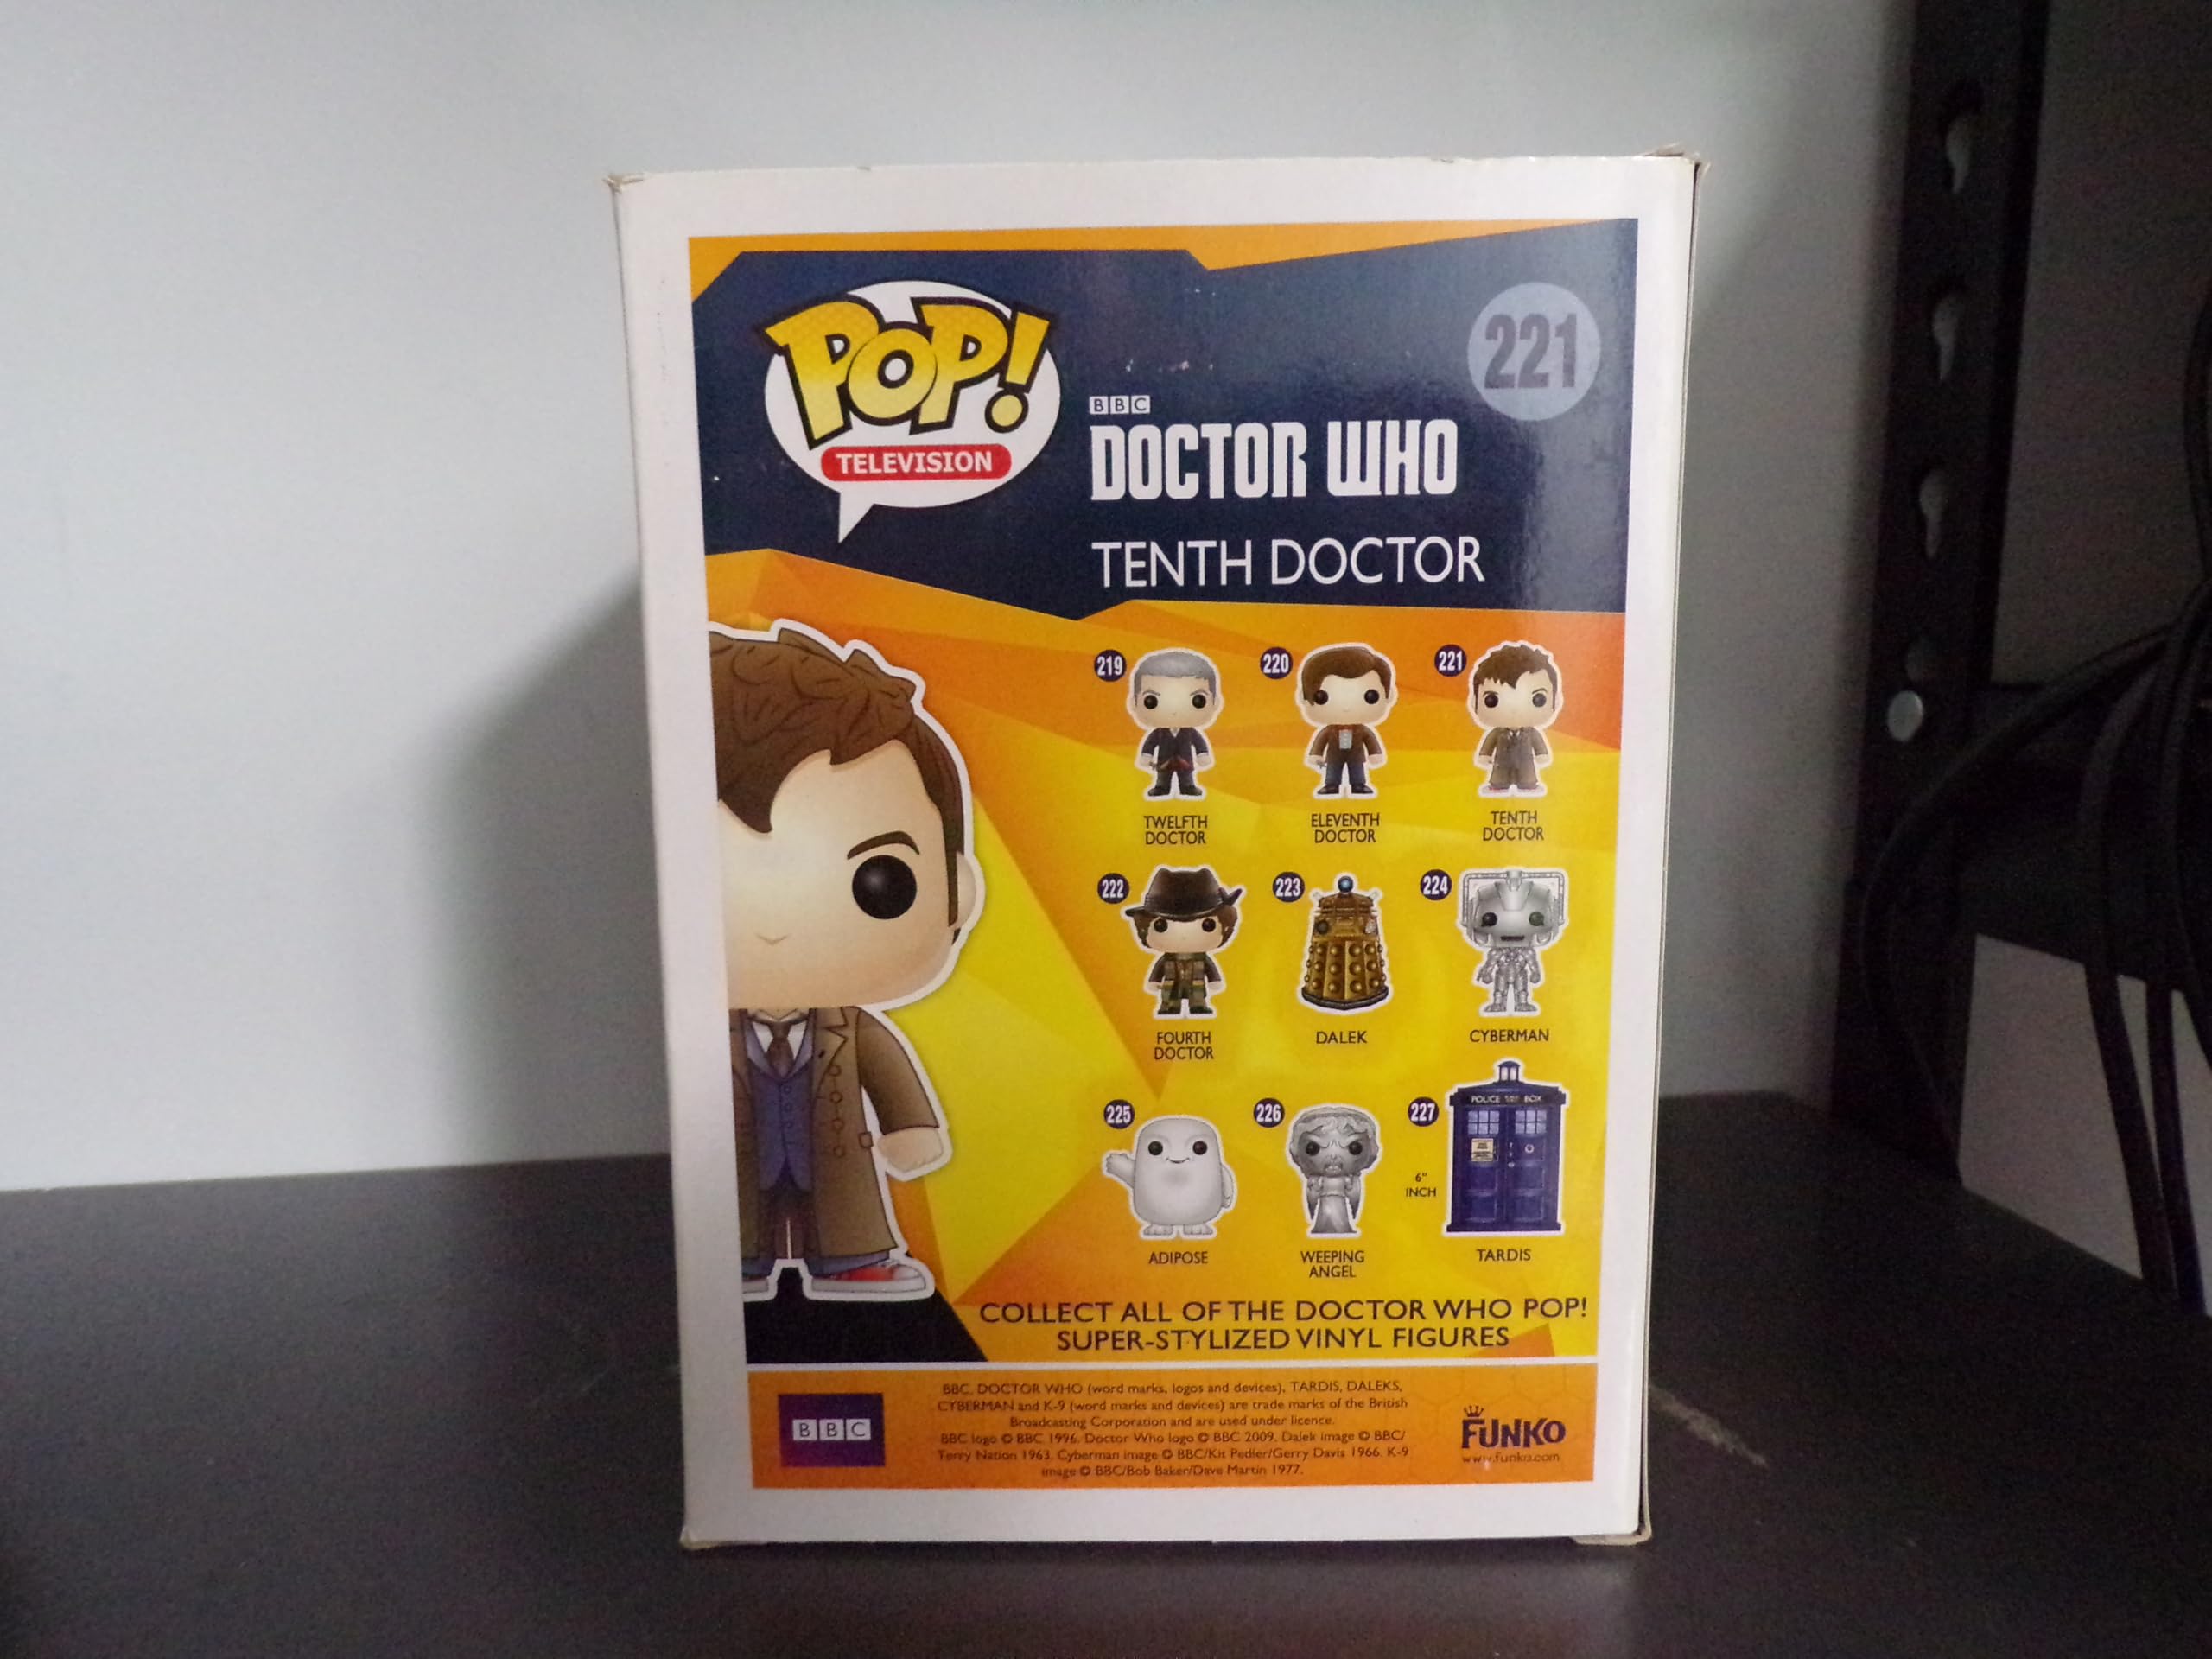 POP!
TELEVISION
221
BBC
DOCTOR WHO
TENTH DOCTOR
219
220
221
TWELFTH
DOCTOR
ELEVENTH
DOCTOR
TENTH
DOCTOR
222
223
224
FOURTH
DOCTOR
DALEK
CYBERMAN
225
226
227
POLICE BOX
6"
INCH
ADIPOSE
WEEPING
ANGEL
TARDIS
COLLECT ALL OF THE DOCTOR WHO POP!
SUPER-STYLIZED VINYL FIGURES
BBC
BBC, DOCTOR WHO (word marks, logos and devices), TARDIS, DALEKS,
CYBERMAN and K-9 (word marks and devices) are trade marks of the British
Broadcasting Corporation and are used under licence.
BBC logo © BBC 1996. Doctor Who logo © BBC 2009. Dalek image © BBC/
Terry Nation 1963. Cyberman image © BBC/Kit Pedler/Gerry Davis 1966. K-9
image © BBC/Bob Baker/Dave Martin 1977.
FUNKO
www.funko.com